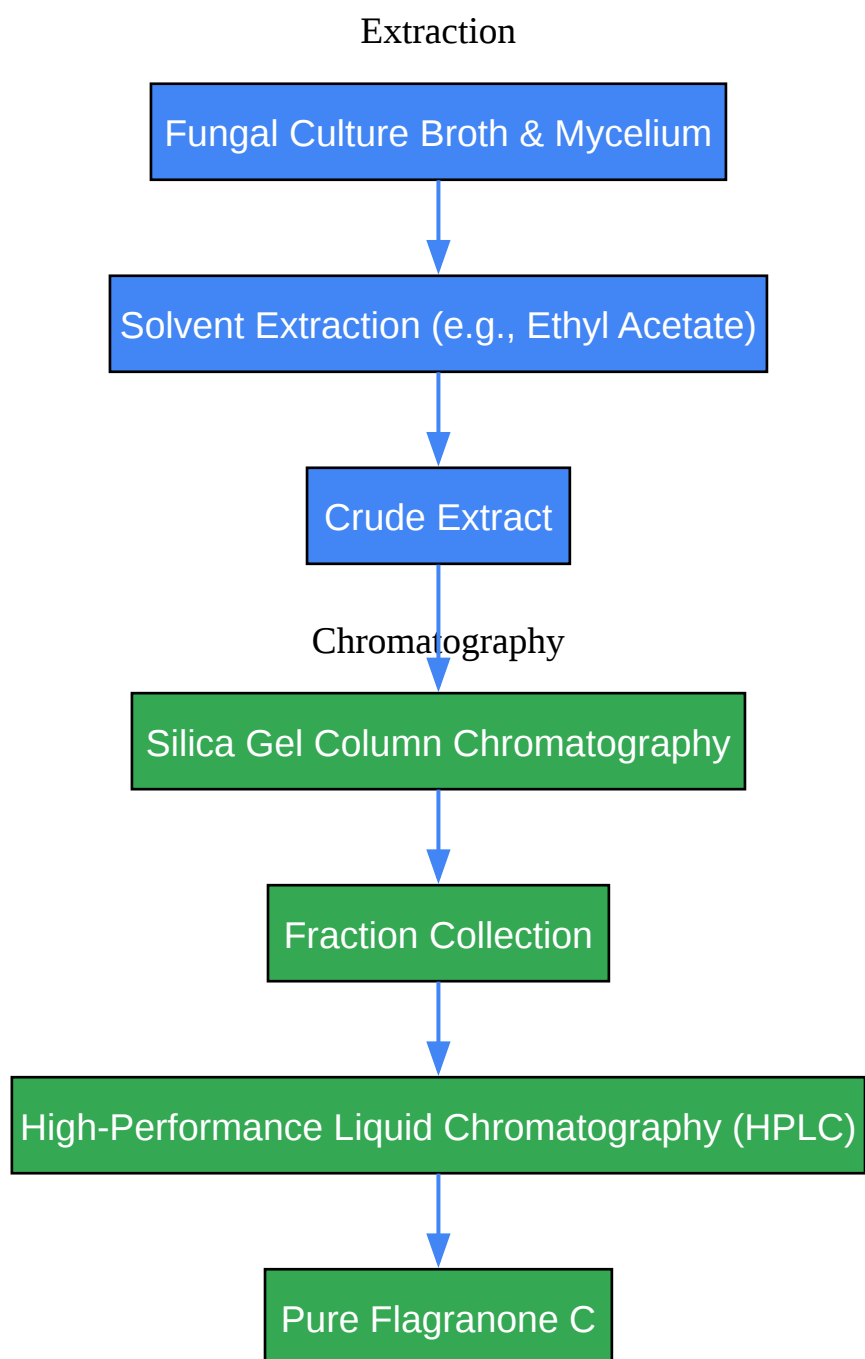 Extraction
Fungal Culture Broth & Mycelium
Solvent Extraction (e.g., Ethyl Acetate)
Crude Extract
Chromatography
Silica Gel Column Chromatography
Fraction Collection
High-Performance Liquid Chromatography (HPLC)
Pure Flagranone C